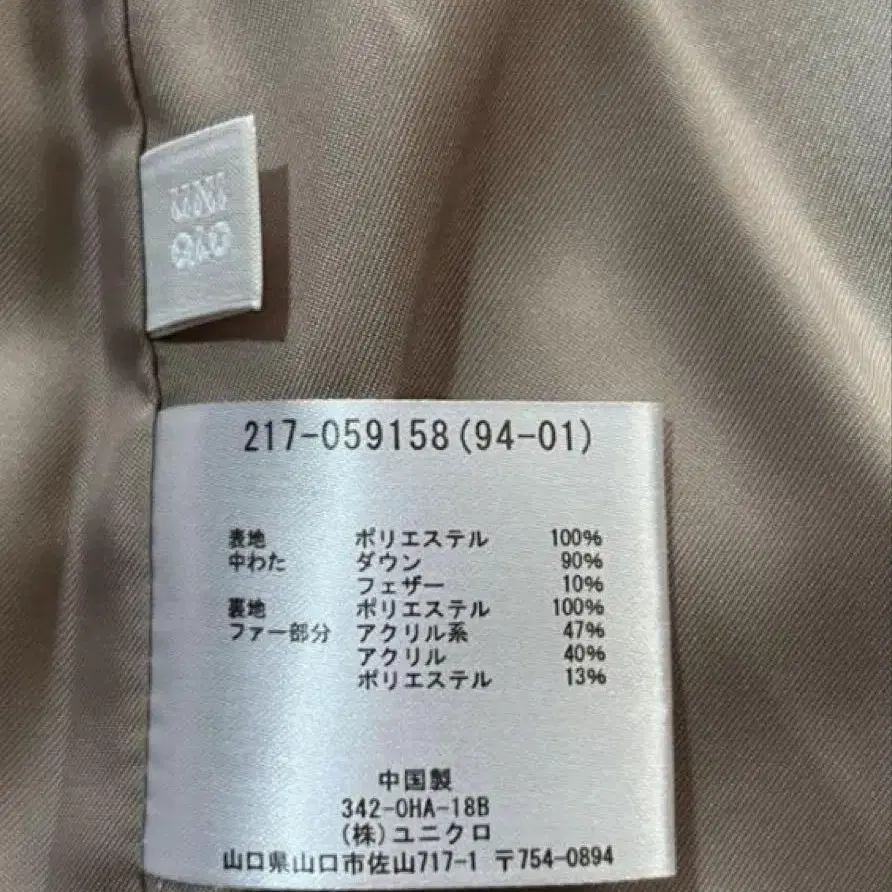 UNI
QLO
217-059158(94-01)
表地 ポリエステル 100%
中わた ダウン 90%
フェザー 10%
裏地 ポリエステル 100%
ファー部分 アクリル系 47%
アクリル 40%
ポリエステル 13%
中国製
342-0HA-18B
(株)ユニクロ
山口県山口市佐山717-1 〒754-0894